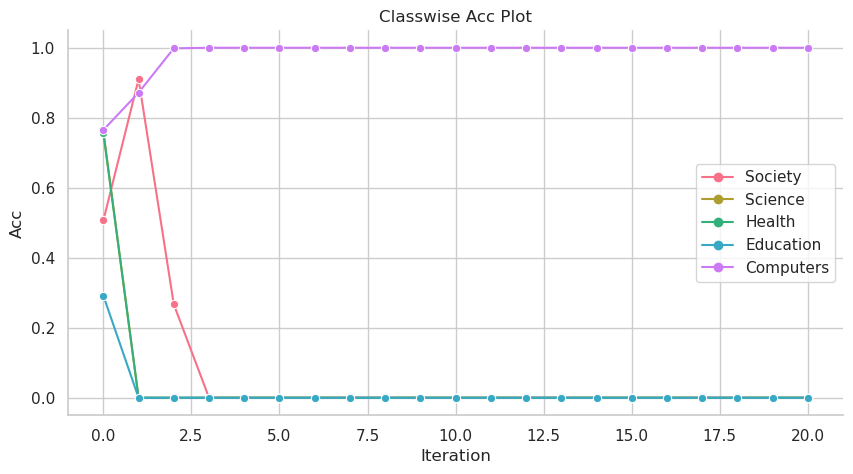 Classwise Acc Plot
1.0
0.8
0.6
0.4
0.2
0.0
Acc
Society
Science
Health
Education
Computers
0.0 2.5 5.0 7.5 10.0 12.5 15.0 17.5 20.0
Iteration